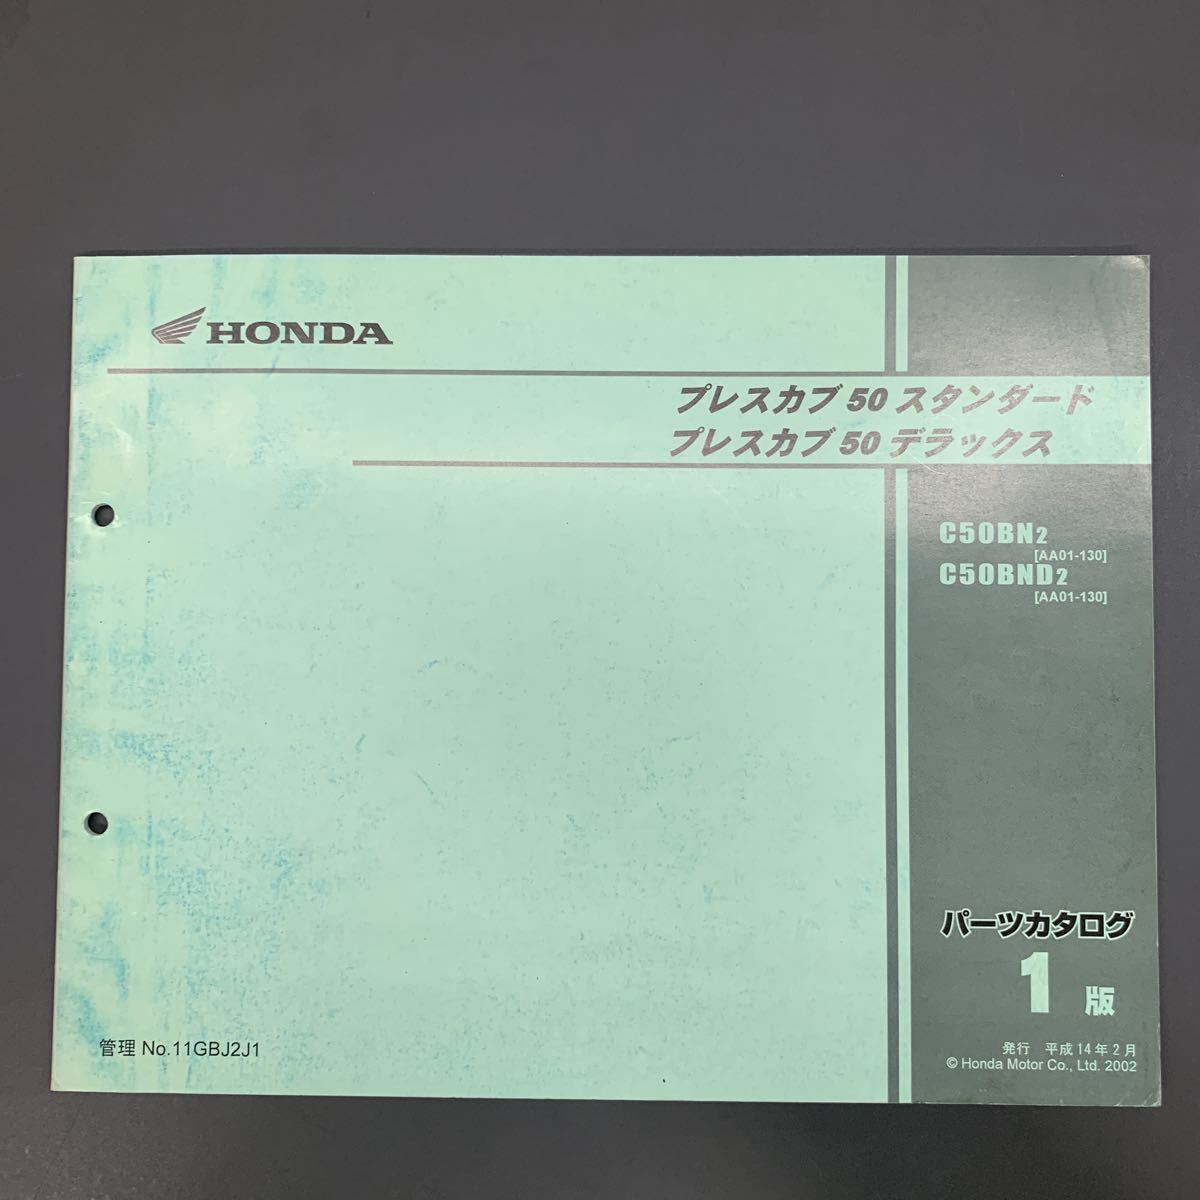 HONDA
プレスカブ 50 スタンダード
プレスカブ 50 デラックス
C50BN2
[AA01-130]
C50BND2
[AA01-130]
パーツカタログ
1 版
管理 No.11GBJ2J1
発行 平成14年2月
© Honda Motor Co., Ltd. 2002